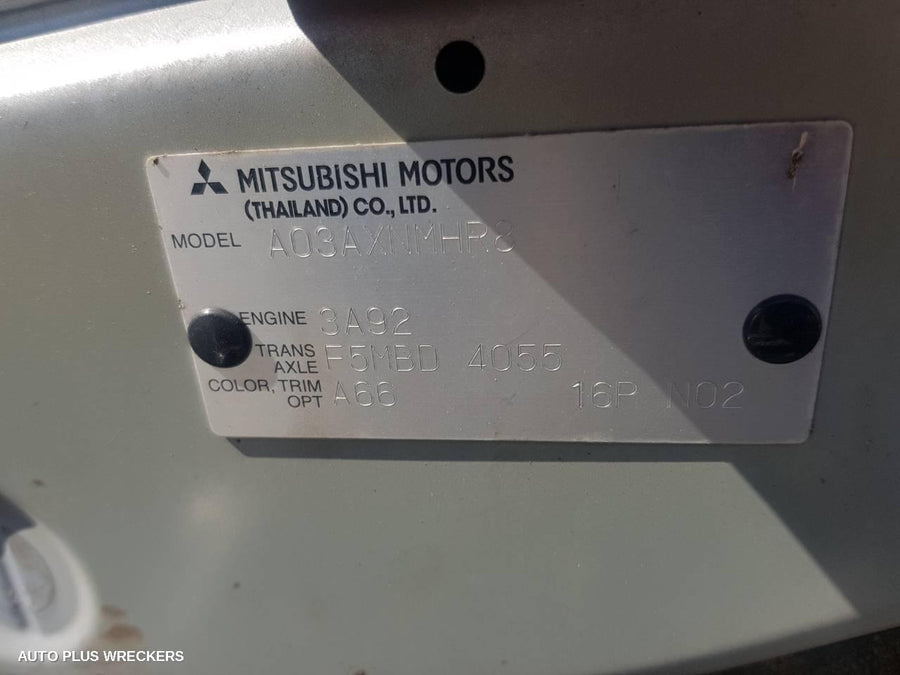 MITSUBISHI MOTORS
(THAILAND) CO., LTD.
MODEL A03AXNMHR8
ENGINE 3A92
TRANS AXLE F5MBD 4055
COLOR, TRIM OPT A66 16P N02
AUTO PLUS WRECKERS